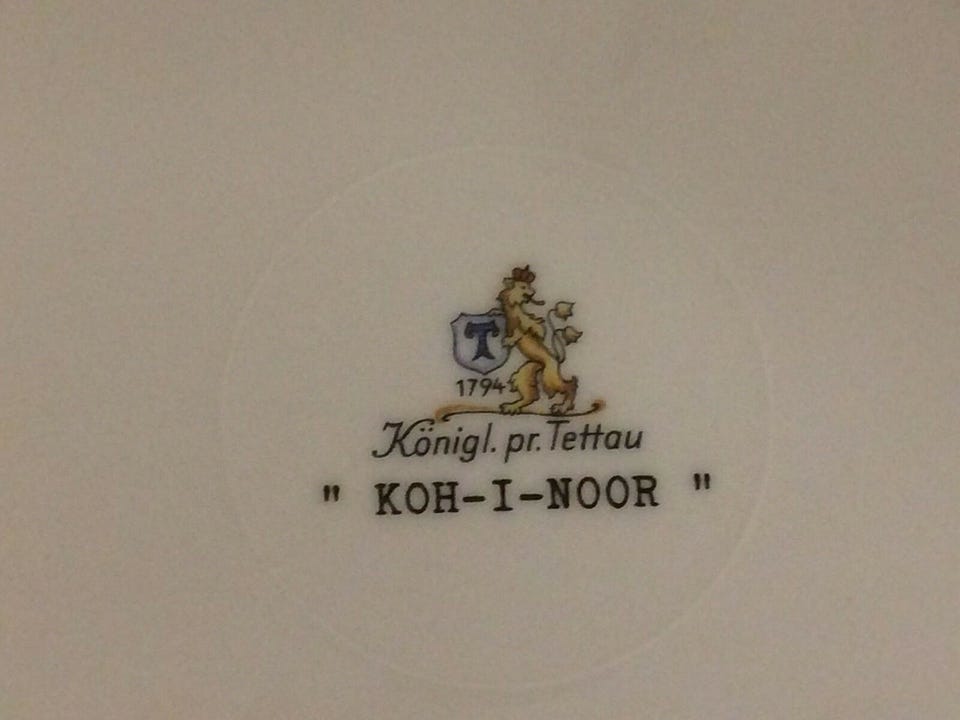 T
1794
Königl. pr. Tettau
" KOH-I-NOOR "